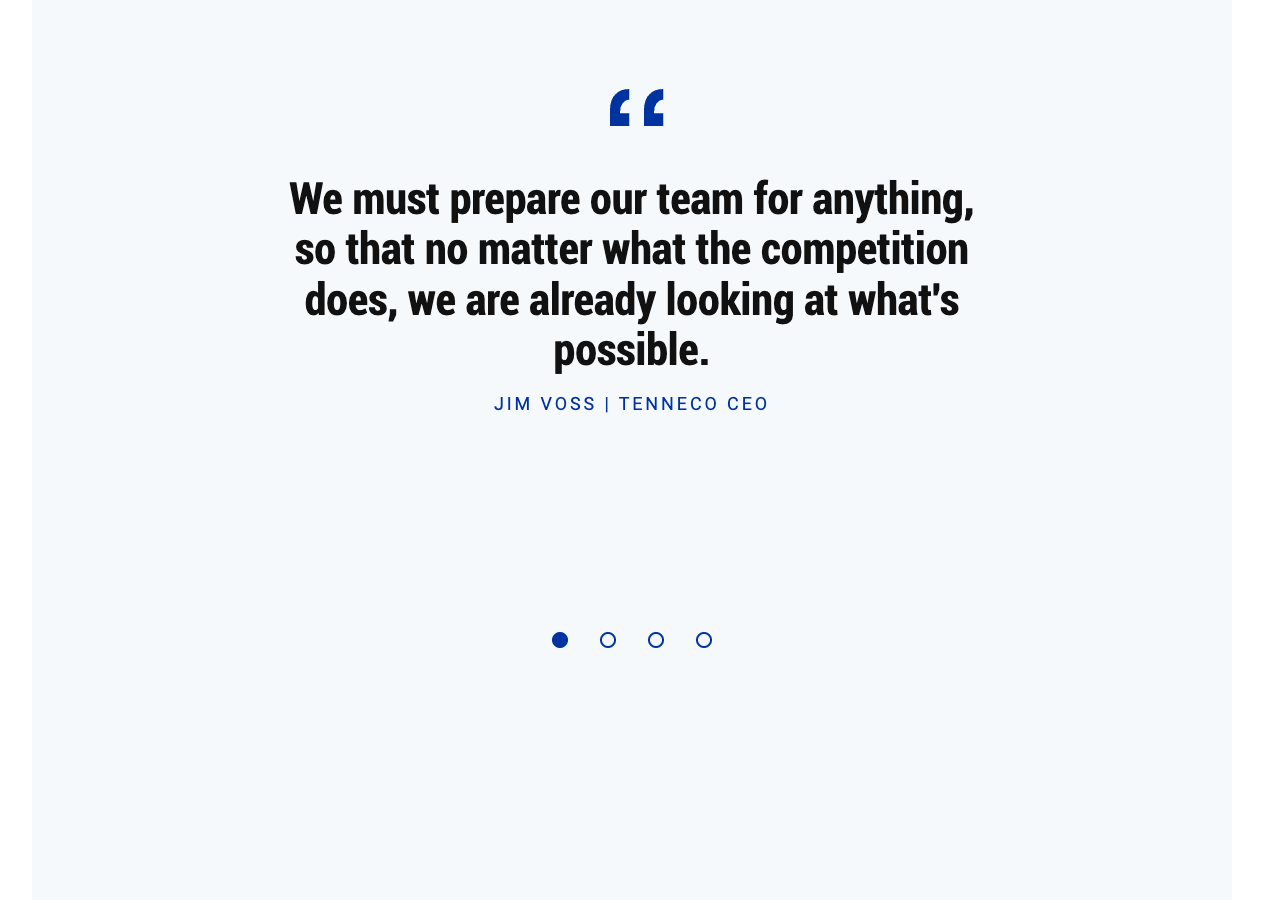 “
We must prepare our team for anything,
so that no matter what the competition
does, we are already looking at what's
possible.
JIM VOSS | TENNECO CEO